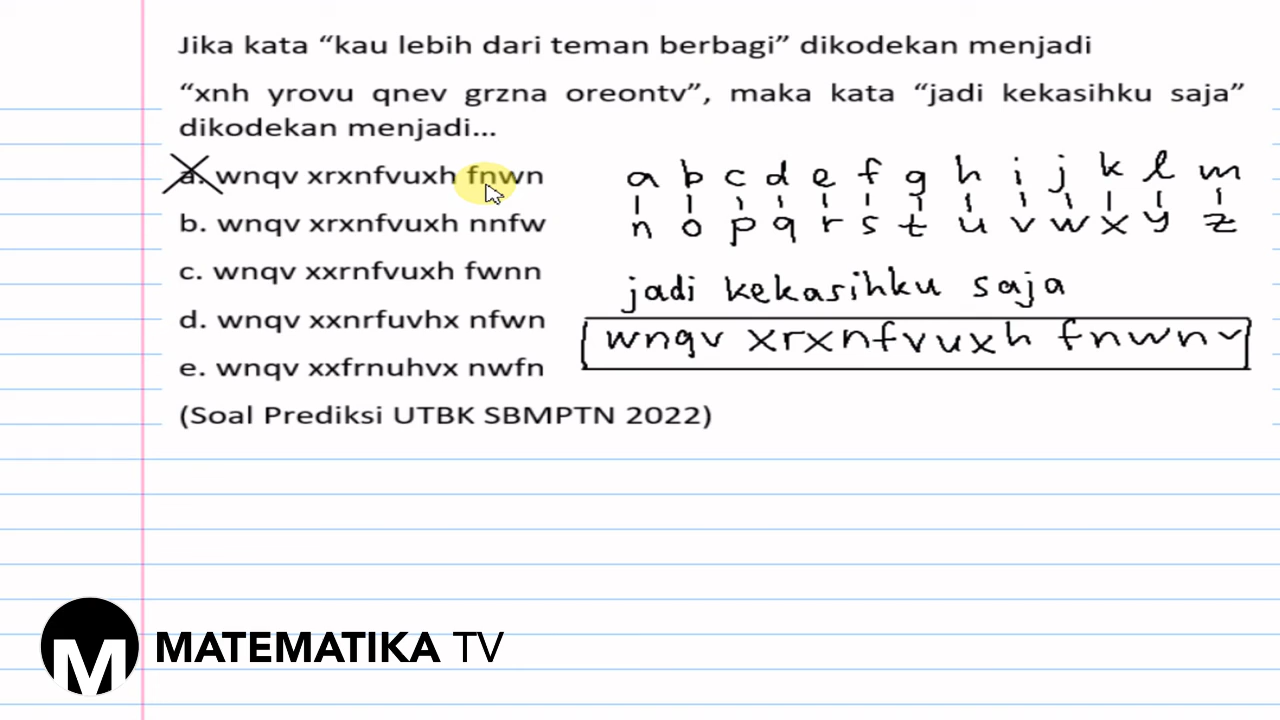 Jika kata “kau lebih dari teman berbagi” dikodekan menjadi
“xnh yrovu qnev grzna oreontv”, maka kata “jadi kekasihku saja”
dikodekan menjadi...
a. wnqv xrxnfvuxh fnwn
b. wnqv xrxnfvuxh nnfw
c. wnqv xxrnfvuxh fwnn
d. wnqv xxnrfuvhx nfwn
e. wnqv xxfrnuhvx nwfn
(Soal Prediksi UTBK SBMPTN 2022)
a b c d e f g h i j k l m
n o p q r s t u v w x y z
jadi kekasihku saja
wnqv xrxnfvuxh fnwn v
M MATEMATIKA TV